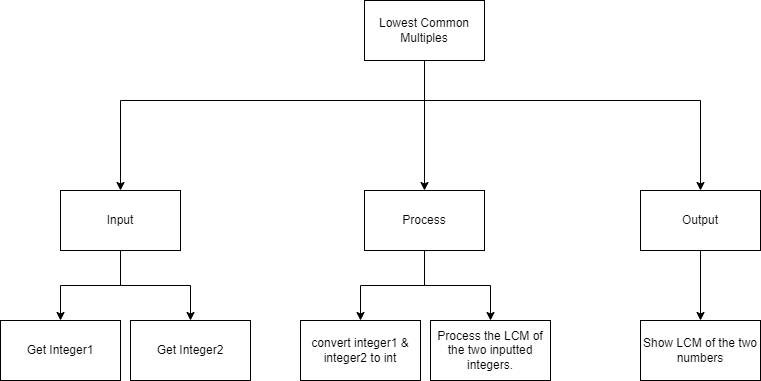 Lowest Common
Multiples
Input
Process
Output
Get Integer1
Get Integer2
convert integer1 &
integer2 to int
Process the LCM of
the two inputted
integers.
Show LCM of the two
numbers